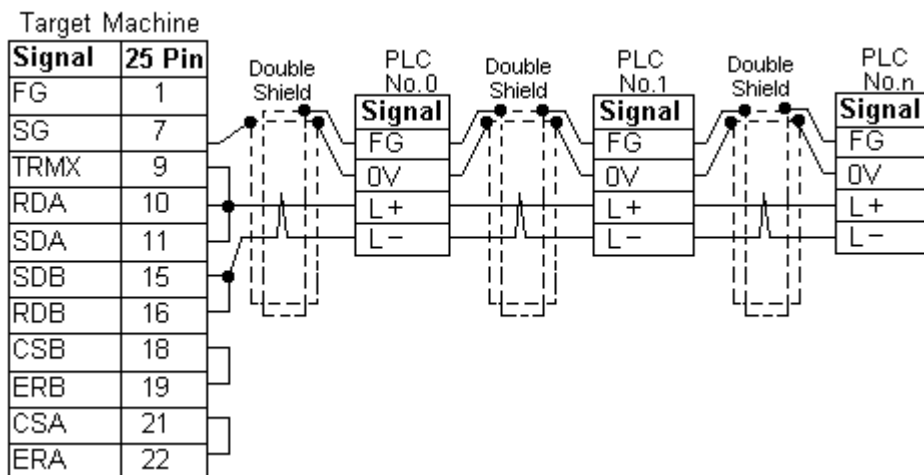 Target Machine
Signal 25 Pin
FG 1
SG 7
TRMX 9
RDA 10
SDA 11
SDB 15
RDB 16
CSB 18
ERB 19
CSA 21
ERA 22
Double
Shield
PLC
No.0
Signal
FG
0V
L+
L-
Double
Shield
PLC
No.1
Signal
FG
0V
L+
L-
Double
Shield
PLC
No.n
Signal
FG
0V
L+
L-